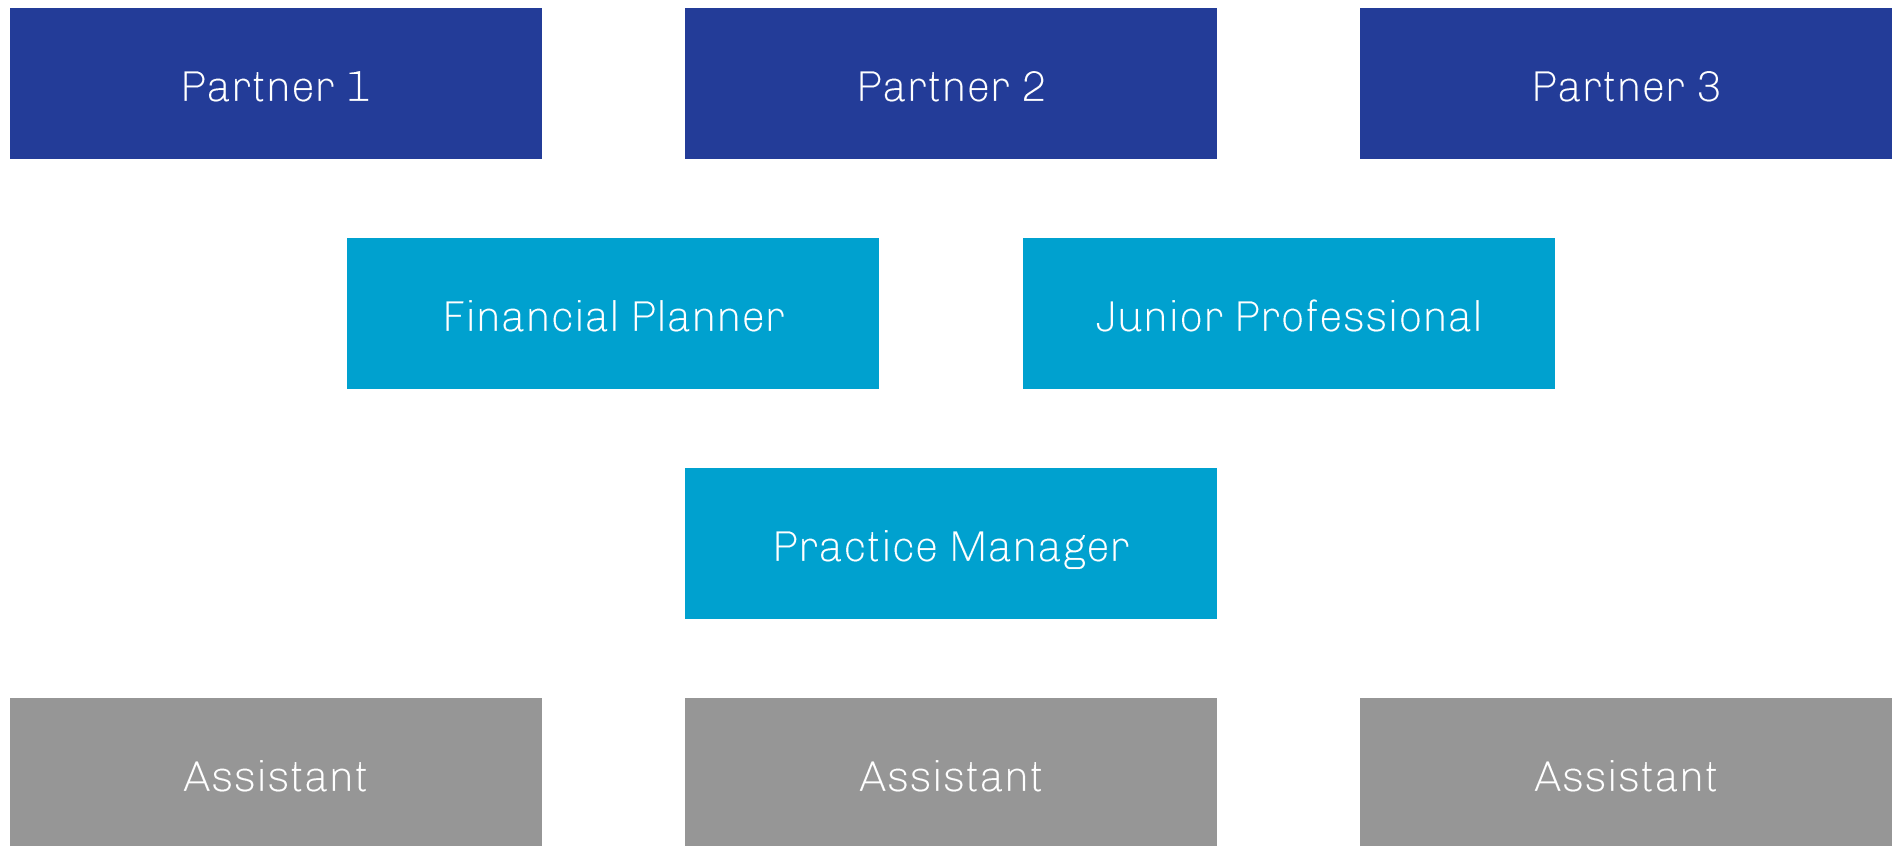 Partner 1
Partner 2
Partner 3
Financial Planner
Junior Professional
Practice Manager
Assistant
Assistant
Assistant